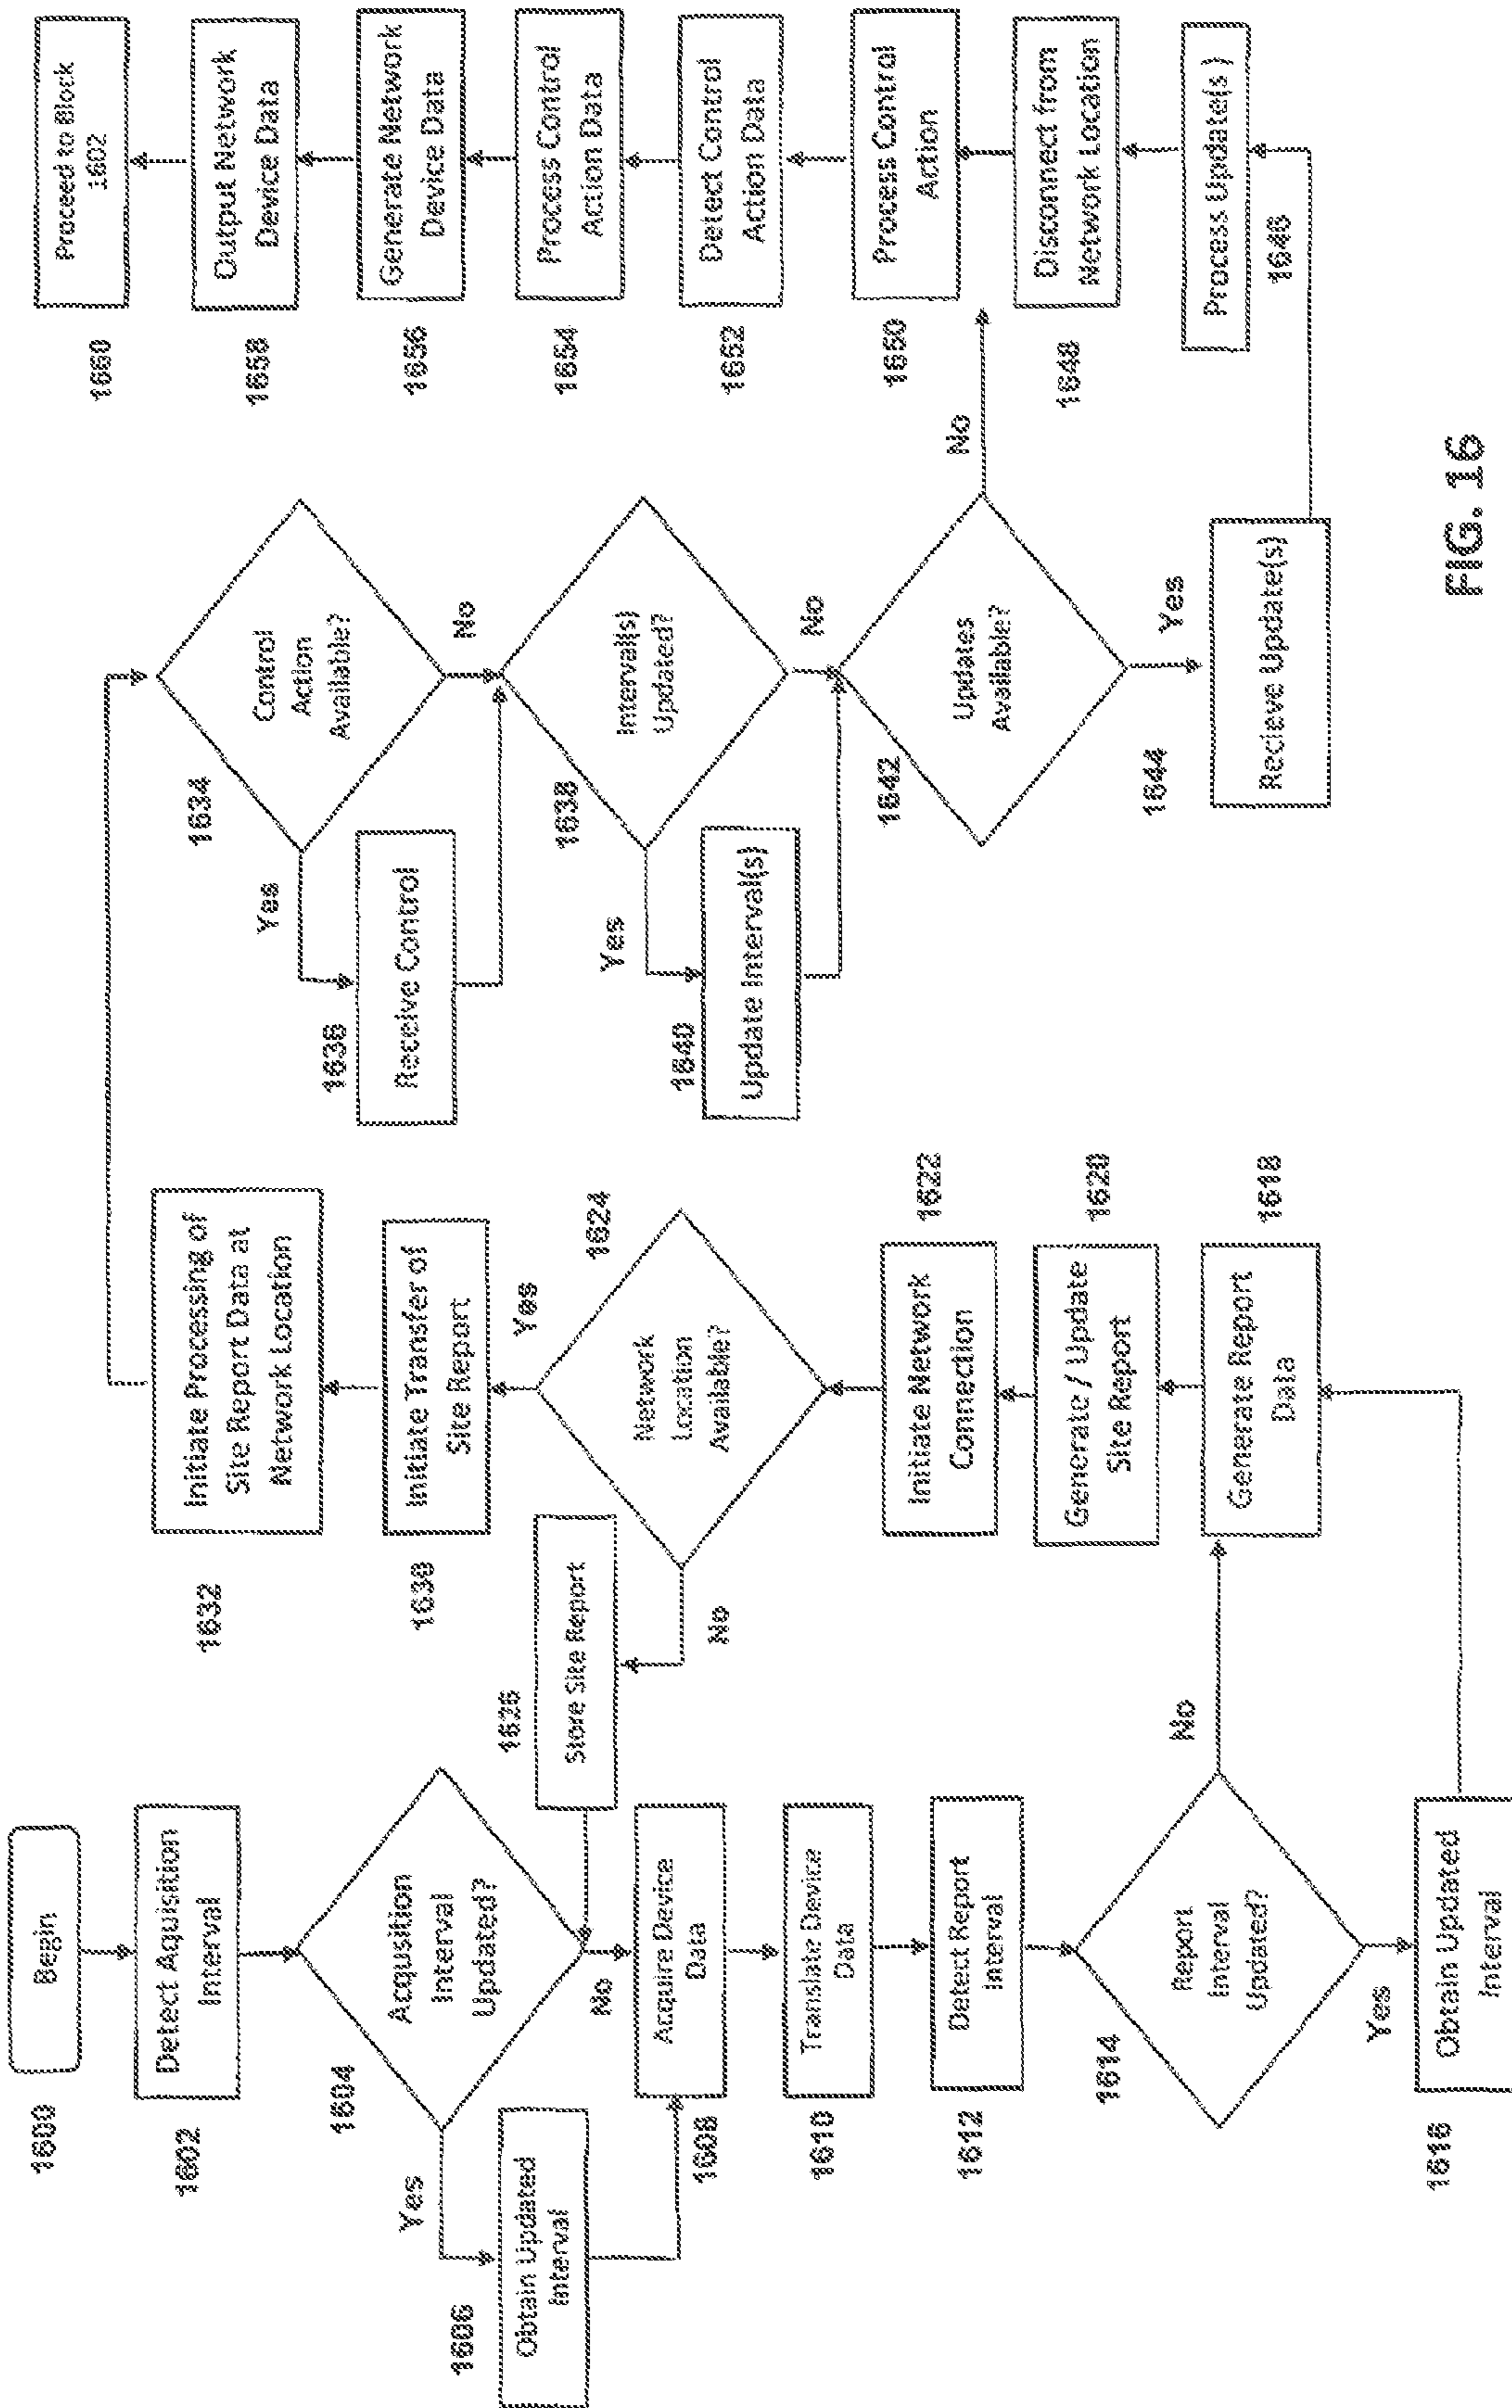 1600
Begin
1602
Detect Aquisition
Interval
1604
Acqusition
Interval
Updated?
Yes
No
1606
Obtain Updated
Interval
1608
Acquire Device
Data
1610
Translate Device
Data
1612
Detect Report
Interval
1614
Report
Interval
Updated?
No
Yes
1616
Obtain Updated
Interval
1618
Generate Report
Data
1620
Generate / Update
Site Report
1622
Initiate Network
Connection
1624
Network
Location
Available?
Yes
No
1626
Store Site Report
1630
Initiate Transfer of
Site Report
1632
Initiate Processing of
Site Report Data at
Network Location
1634
Control
Action
Available?
Yes
No
1636
Receive Control
1638
Interval(s)
Updated?
Yes
No
1640
Update Interval(s)
1642
Updates
Available?
No
Yes
1644
Recieve Update(s)
1646
Process Update(s )
1648
Disconnect from
Network Location
1650
Process Control
Action
1652
Detect Control
Action Data
1654
Process Control
Action Data
1656
Generate Network
Device Data
1658
Output Network
Device Data
1660
Proceed to Block
1602
FIG. 16